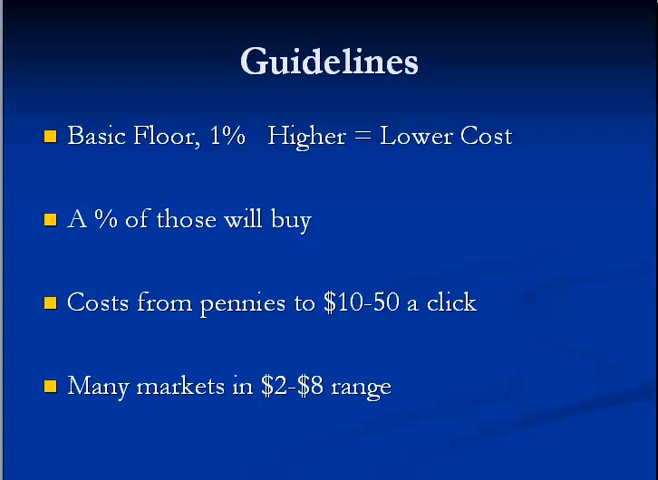 Guidelines
Basic Floor, 1% Higher = Lower Cost
A % of those will buy
Costs from pennies to $10-50 a click
Many markets in $2-$8 range